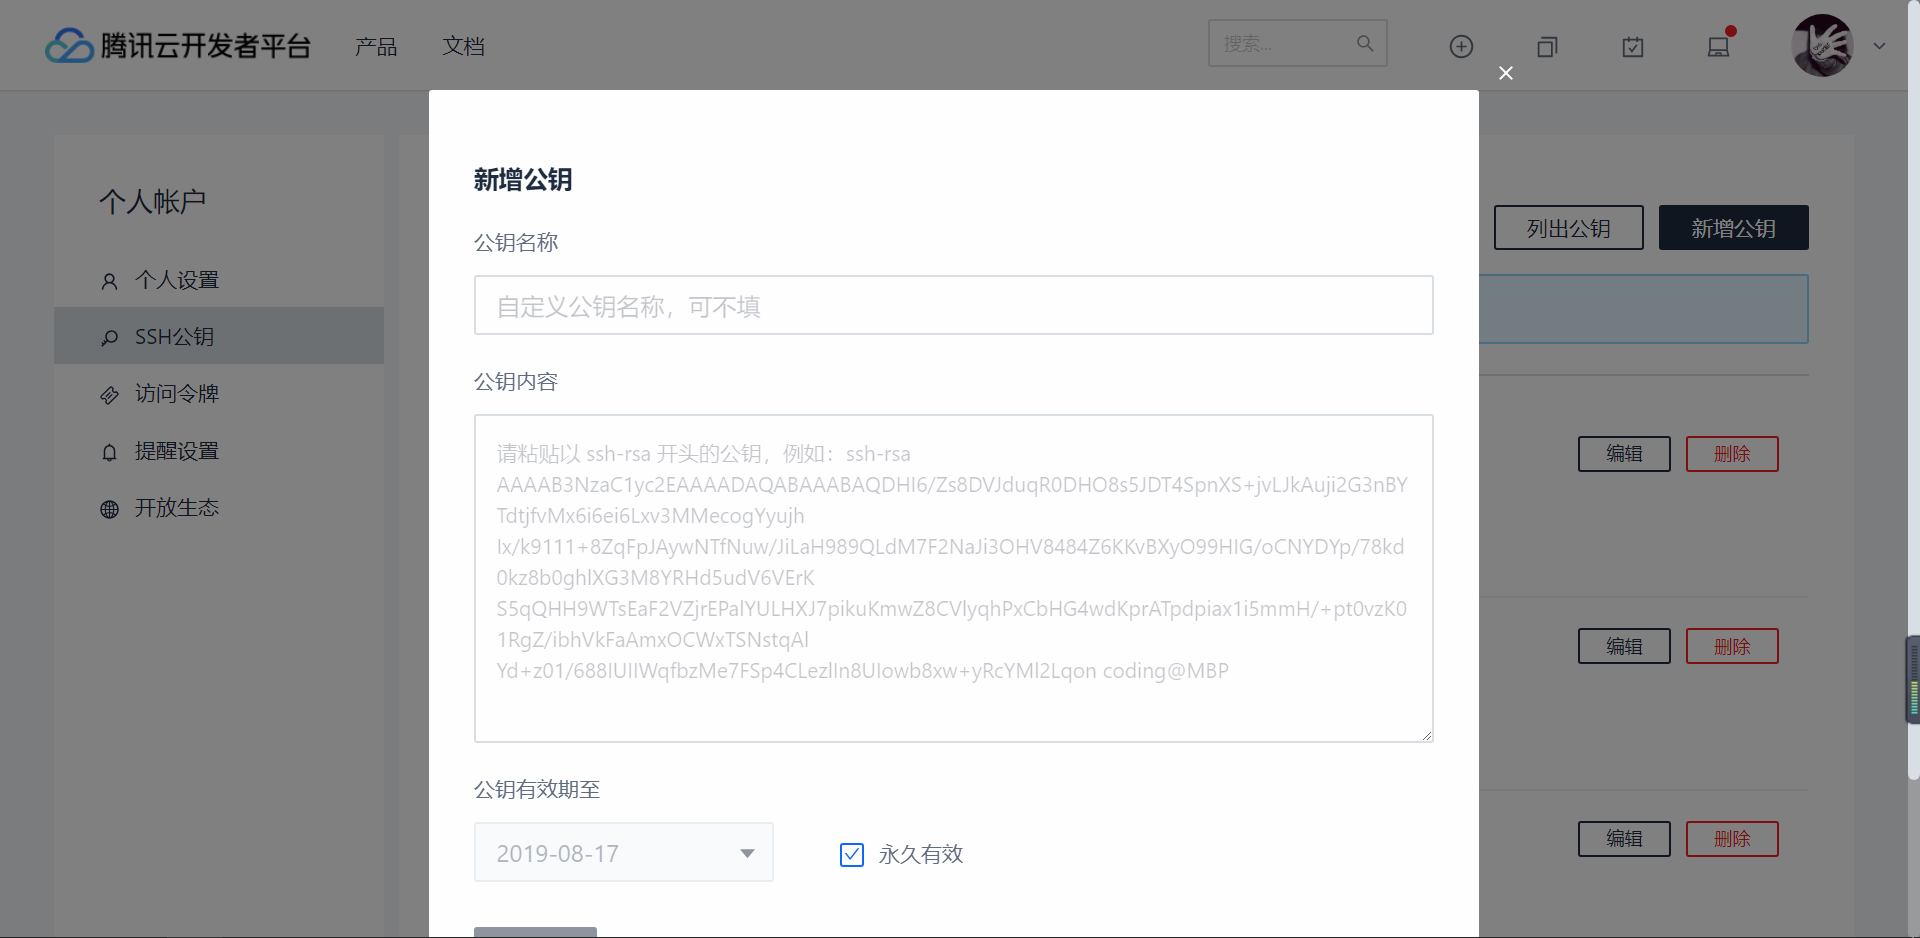 腾讯云开发者平台
产品
文档
搜索...
个人帐户
个人设置
SSH公钥
访问令牌
提醒设置
开放生态
列出公钥
新增公钥
编辑
删除
编辑
删除
编辑
删除
新增公钥
公钥名称
自定义公钥名称，可不填
公钥内容
请粘贴以 ssh-rsa 开头的公钥，例如：ssh-rsa
AAAAB3NzaC1yc2EAAAADAQABAAABAQDHI6/Zs8DVJduqR0DHO8s5JDT4SpnXS+jvLJkAuji2G3nBY
TdtjfvMx6i6ei6Lxv3MMecogYyujh
Ix/k9111+8ZqFpJAywNTfNuw/JiLaH989QLdM7F2NaJi3OHV8484Z6KKvBXyO99HIG/oCNYDYp/78kd
0kz8b0ghlXG3M8YRHd5udV6VErK
S5qQHH9WTsEaF2VZjrEPalYULHXJ7pikuKmwZ8CVlyqhPxCbHG4wdKprATpdpiax1i5mmH/+pt0vzK0
1RgZ/ibhVkFaAmxOCWxTSNstqAl
Yd+z01/688IUIIWqfbzMe7FSp4CLezlIn8UIowb8xw+yRcYMl2Lqon coding@MBP
公钥有效期至
2019-08-17
永久有效